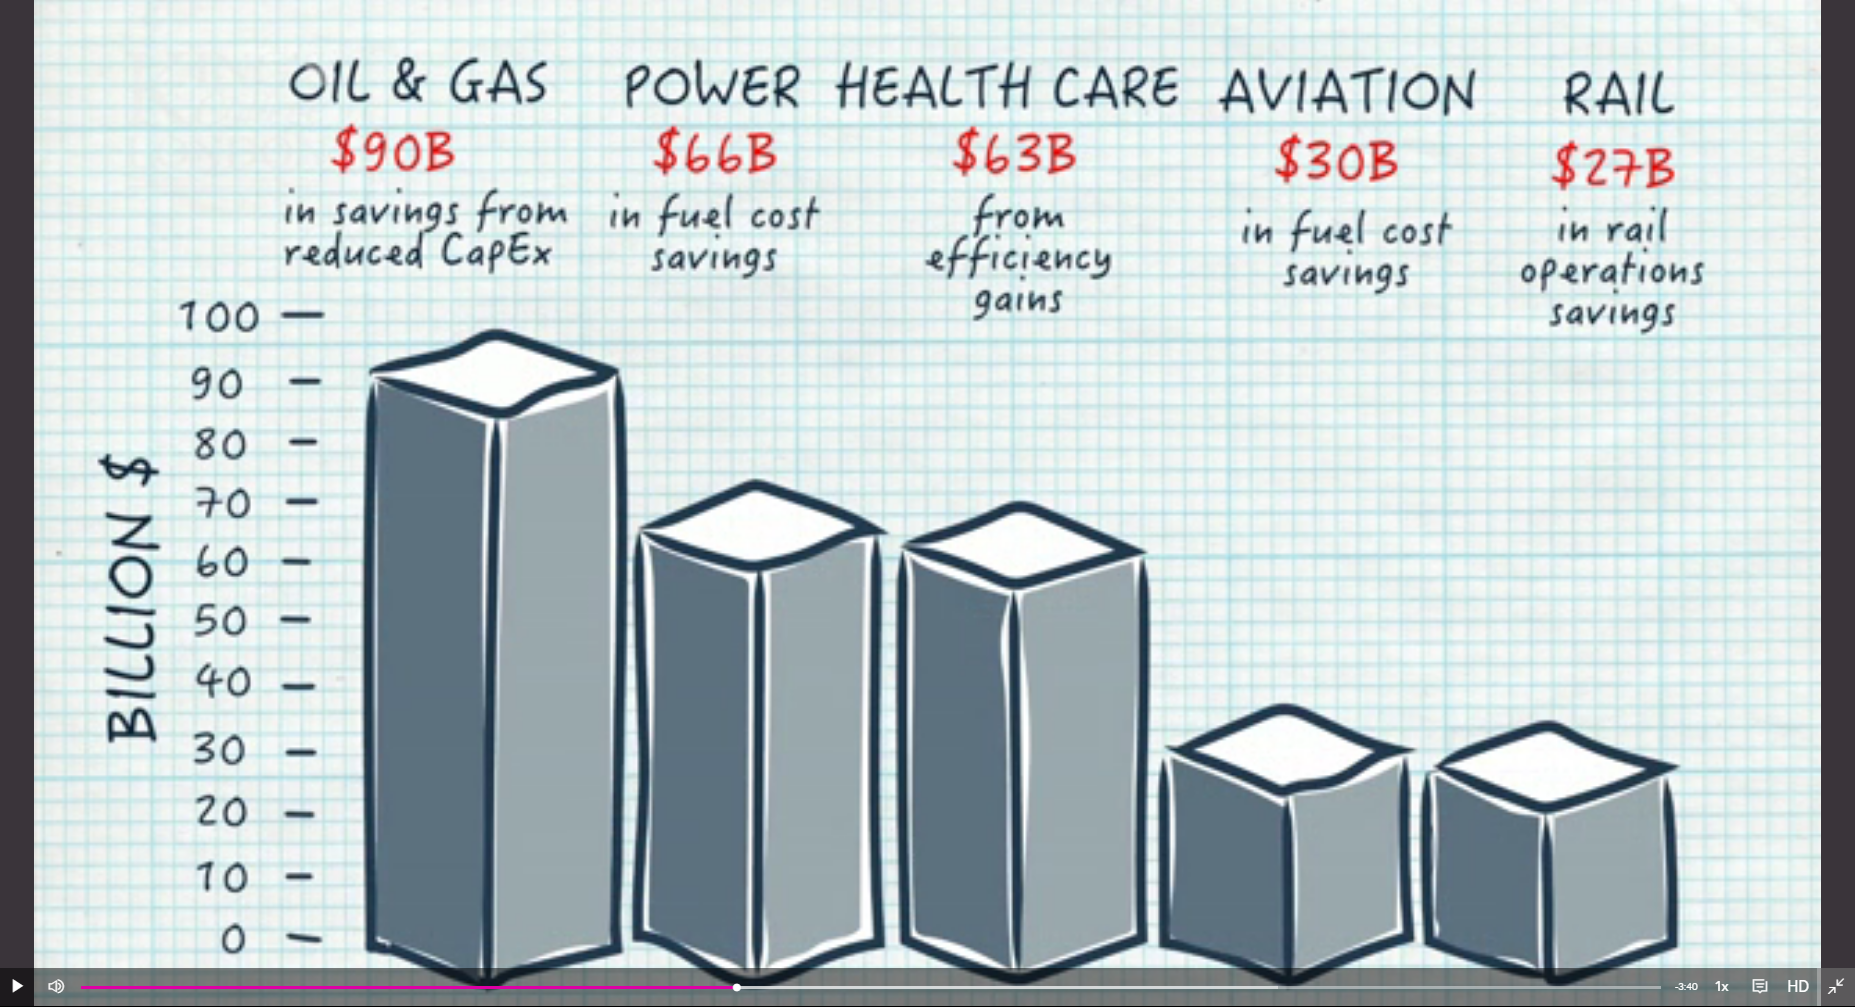 OIL & GAS
$90B
in savings from
reduced CapEx
POWER
$66B
in fuel cost
savings
HEALTH CARE
$63B
from
efficiency
gains
AVIATION
$30B
in fuel cost
savings
RAIL
$27B
in rail
operations
savings
BILLION $
100
90
80
70
60
50
40
30
20
10
0
-3:40
1x
HD